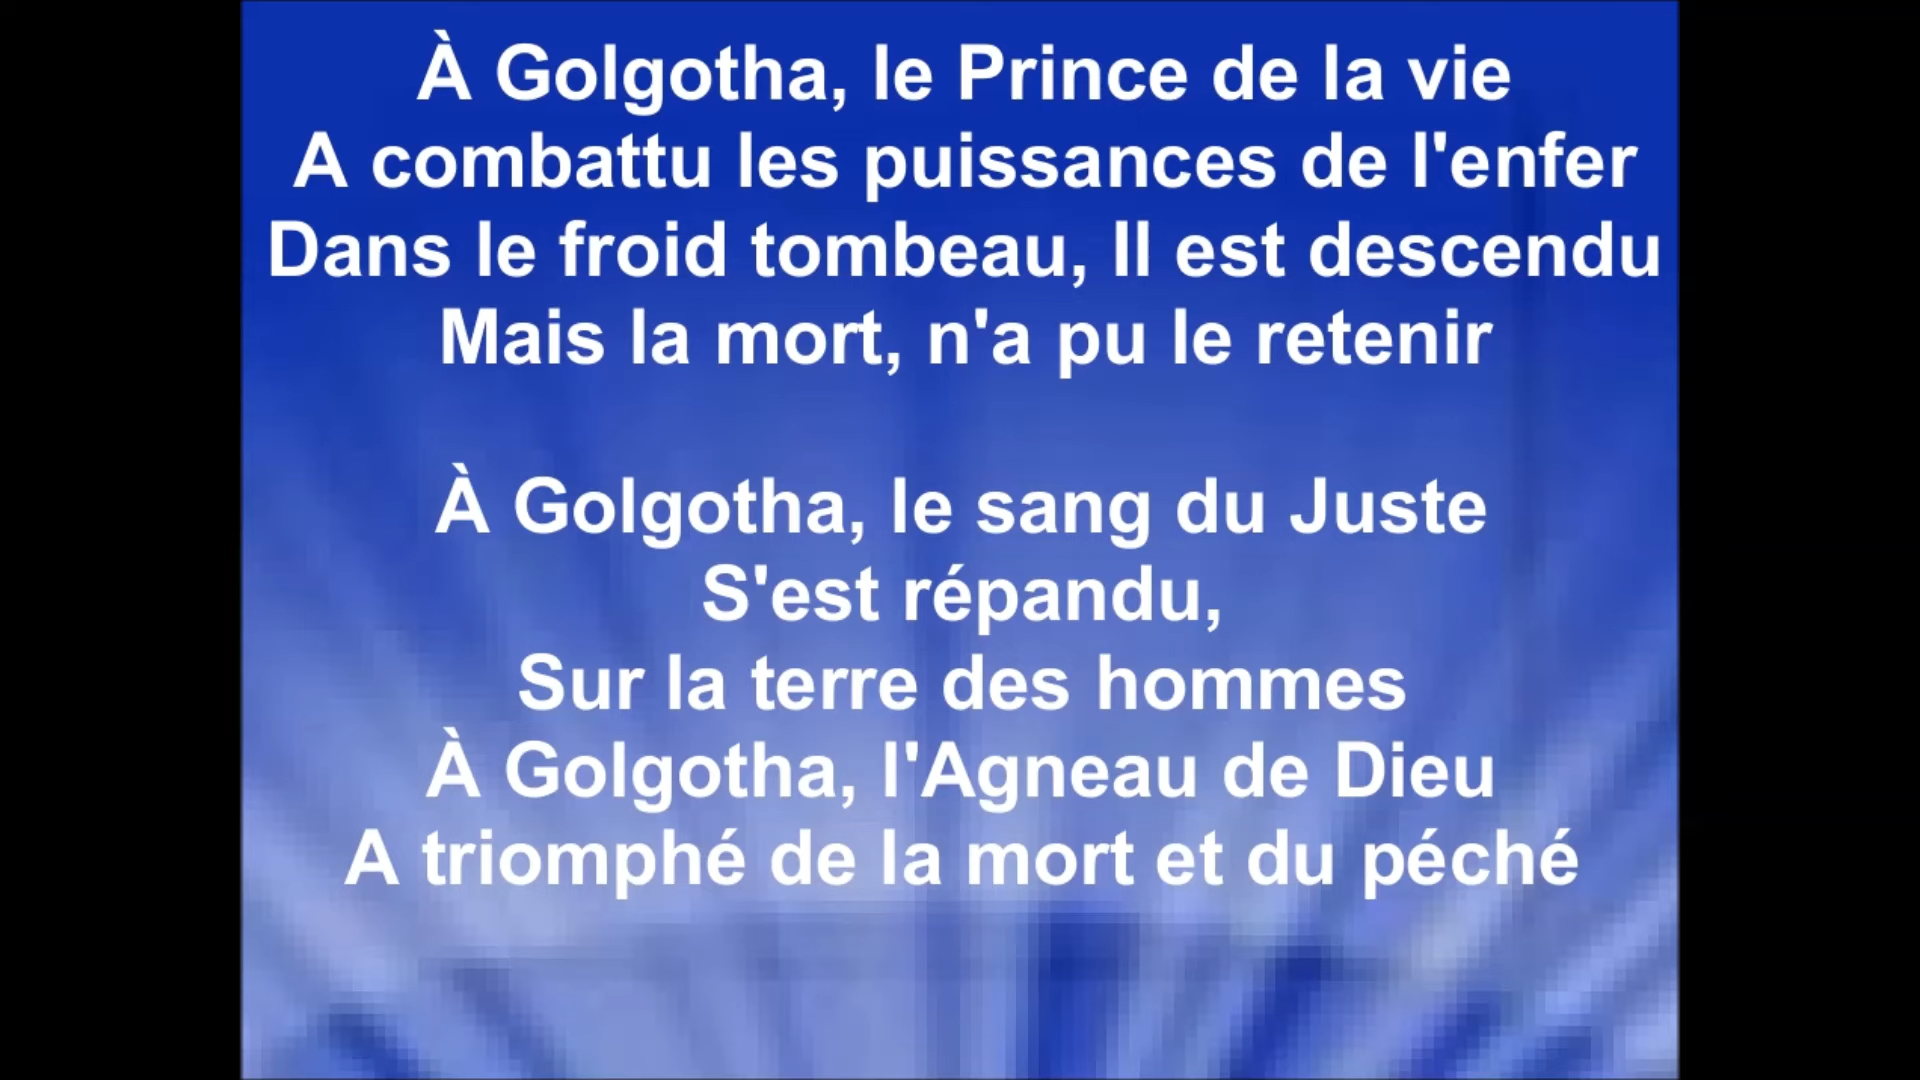 À Golgotha, le Prince de la vie
A combattu les puissances de l'enfer
Dans le froid tombeau, Il est descendu
Mais la mort, n'a pu le retenir
À Golgotha, le sang du Juste
S'est répandu,
Sur la terre des hommes
À Golgotha, l'Agneau de Dieu
A triomphé de la mort et du péché